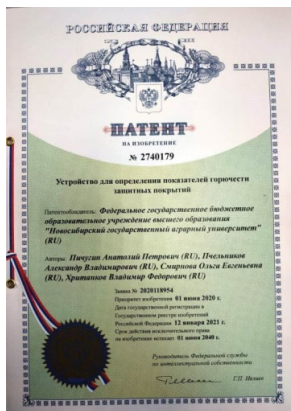 РОССИЙСКАЯ ФЕДЕРАЦИЯ
ПАТЕНТ
НА ИЗОБРЕТЕНИЕ
№ 2740179
Устройство для определения показателей горючести
защитных покрытий
Патентообладатель: Федеральное государственное бюджетное
образовательное учреждение высшего образования
"Новосибирский государственный аграрный университет"
(RU)
Авторы: Пичугин Анатолий Петрович (RU), Пчельников
Александр Владимирович (RU), Смирнова Ольга Евгеньевна
(RU), Хританков Владимир Федорович (RU)
Заявка № 2020118954
Приоритет изобретения 01 июня 2020 г.
Дата государственной регистрации в
Государственном реестре изобретений
Российской Федерации 12 января 2021 г.
Срок действия исключительного права
на изобретение истекает 01 июня 2040 г.
Руководитель Федеральной службы
по интеллектуальной собственности
Г.П. Ивлиев